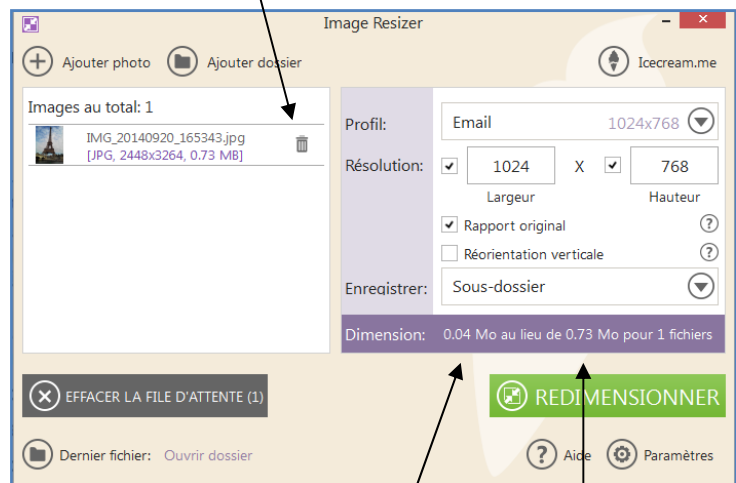 Image Resizer
Ajouter photo
Ajouter dossier
Icecream.me
Images au total: 1
IMG_20140920_165343.jpg
[JPG, 2448x3264, 0.73 MB]
Profil:
Email 1024x768
Résolution:
1024 X 768
Largeur Hauteur
Rapport original ?
Réorientation verticale ?
Enregistrer:
Sous-dossier
Dimension: 0.04 Mo au lieu de 0.73 Mo pour 1 fichiers
EFFACER LA FILE D'ATTENTE (1)
REDIMENSIONNER
Dernier fichier: Ouvrir dossier
? Aide
Paramètres